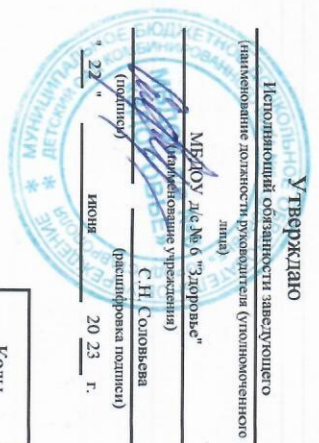 Утверждаю
Исполняющий обязанности заведующего
(наименование должности руководителя (уполномоченного
лица)
МБДОУ д/с № 6 "Здоровье"
(наименование учреждения)
С.Н. Соловьева
(подпись) (расшифровка подписи)
" 22 " июня 20 23 г.
Коды